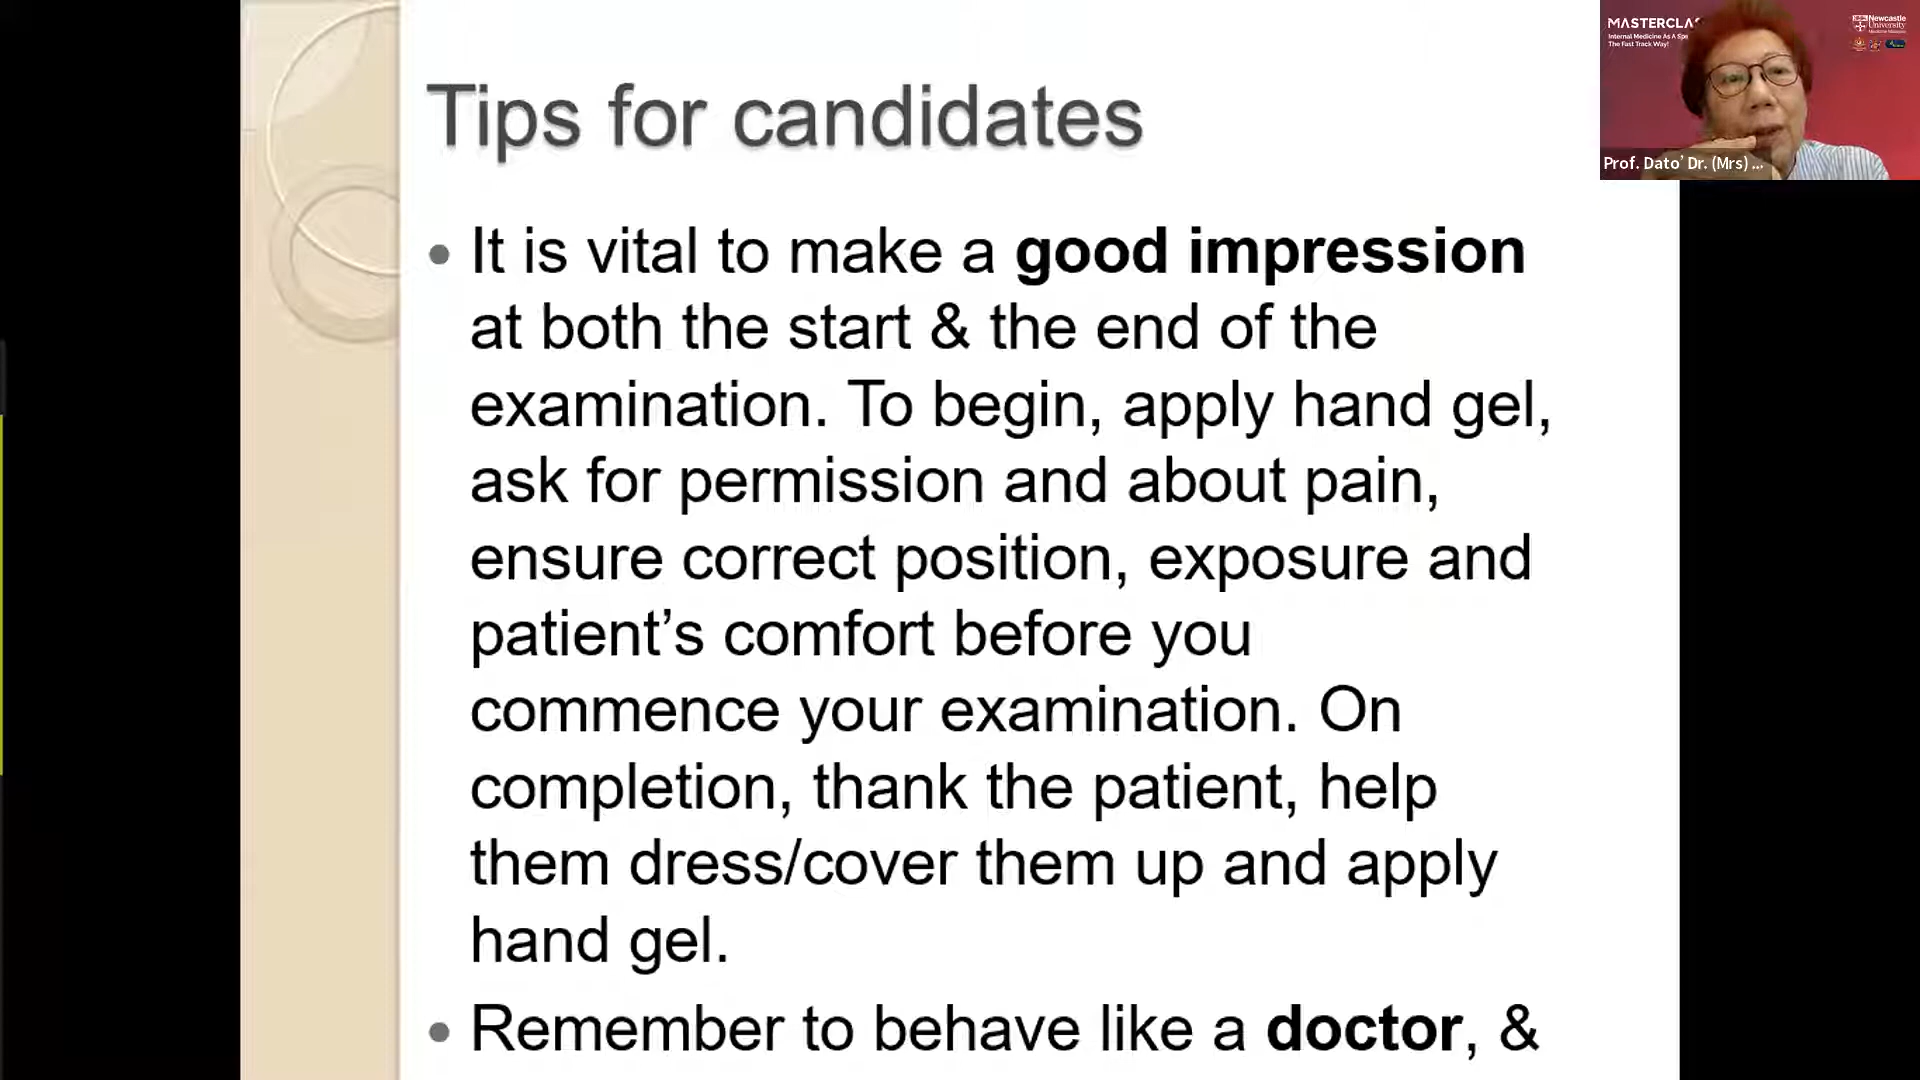 Tips for candidates
• It is vital to make a good impression
at both the start & the end of the
examination. To begin, apply hand gel,
ask for permission and about pain,
ensure correct position, exposure and
patient’s comfort before you
commence your examination. On
completion, thank the patient, help
them dress/cover them up and apply
hand gel.
• Remember to behave like a doctor, &
MASTERCLAS
Internal Medicine As A Spe
The Fast Track Way!
Newcastle
University
Prof. Dato’ Dr. (Mrs) ...